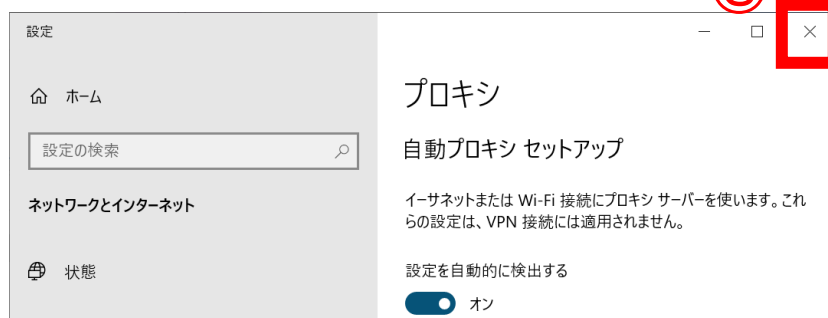 設定
ホーム
設定の検索
ネットワークとインターネット
状態
プロキシ
自動プロキシ セットアップ
イーサネットまたは Wi-Fi 接続にプロキシ サーバーを使います。これ
らの設定は、VPN 接続には適用されません。
設定を自動的に検出する
オン